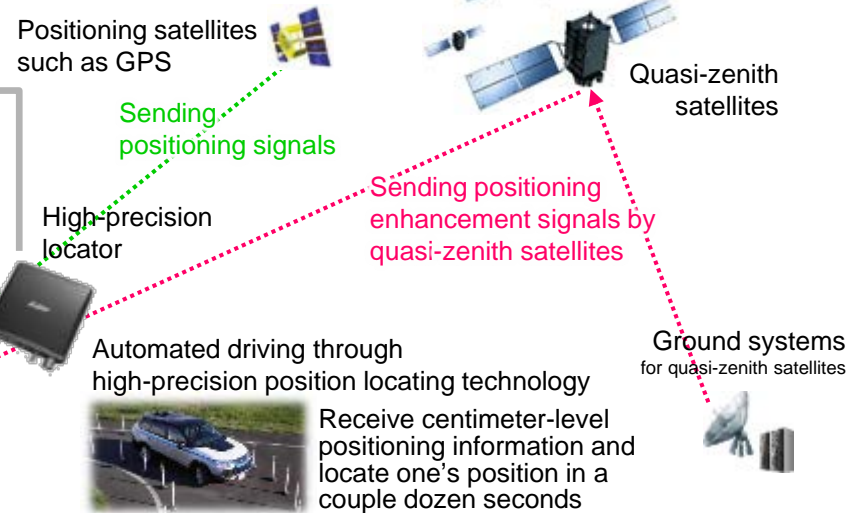 Positioning satellites
such as GPS
Quasi-zenith
satellites
Sending
positioning signals
Sending positioning
enhancement signals by
quasi-zenith satellites
High-precision
locator
Ground systems
for quasi-zenith satellites
Automated driving through
high-precision position locating technology
Receive centimeter-level
positioning information and
locate one's position in a
couple dozen seconds